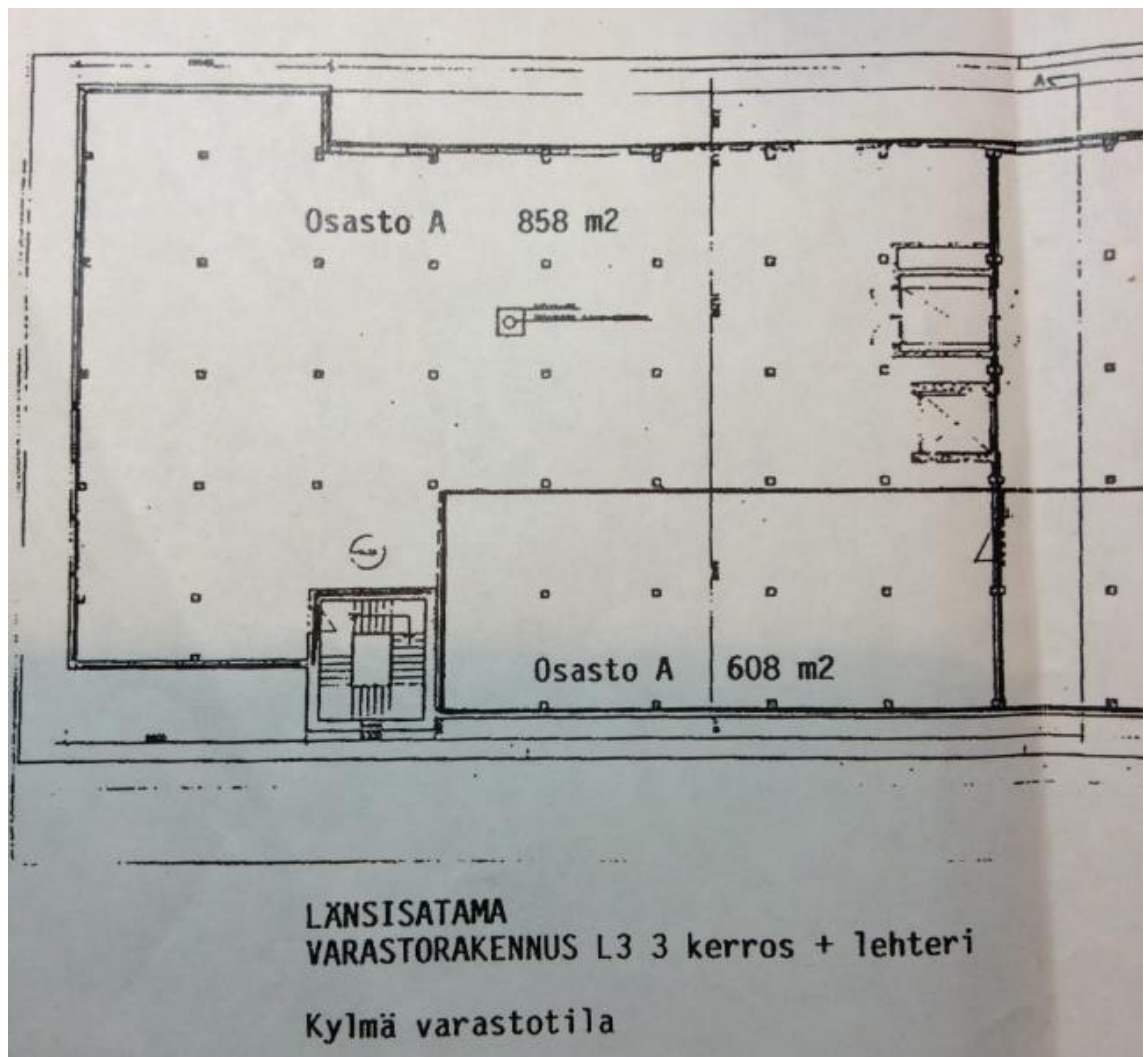 A
Osasto A 858 m2
Osasto A 608 m2
LÄNSISATAMA
VARASTORAKENNUS L3 3 kerros + lehteri
Kylmä varastotila